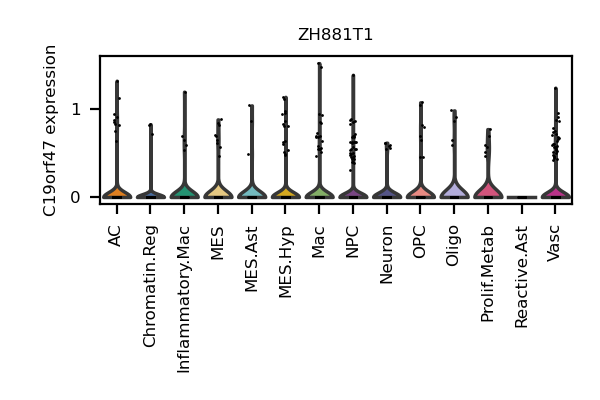 ZH881T1
C19orf47 expression
1
0
AC
Chromatin.Reg
Inflammatory.Mac
MES
MES.Ast
MES.Hyp
Mac
NPC
Neuron
OPC
Oligo
Prolif.Metab
Reactive.Ast
Vasc